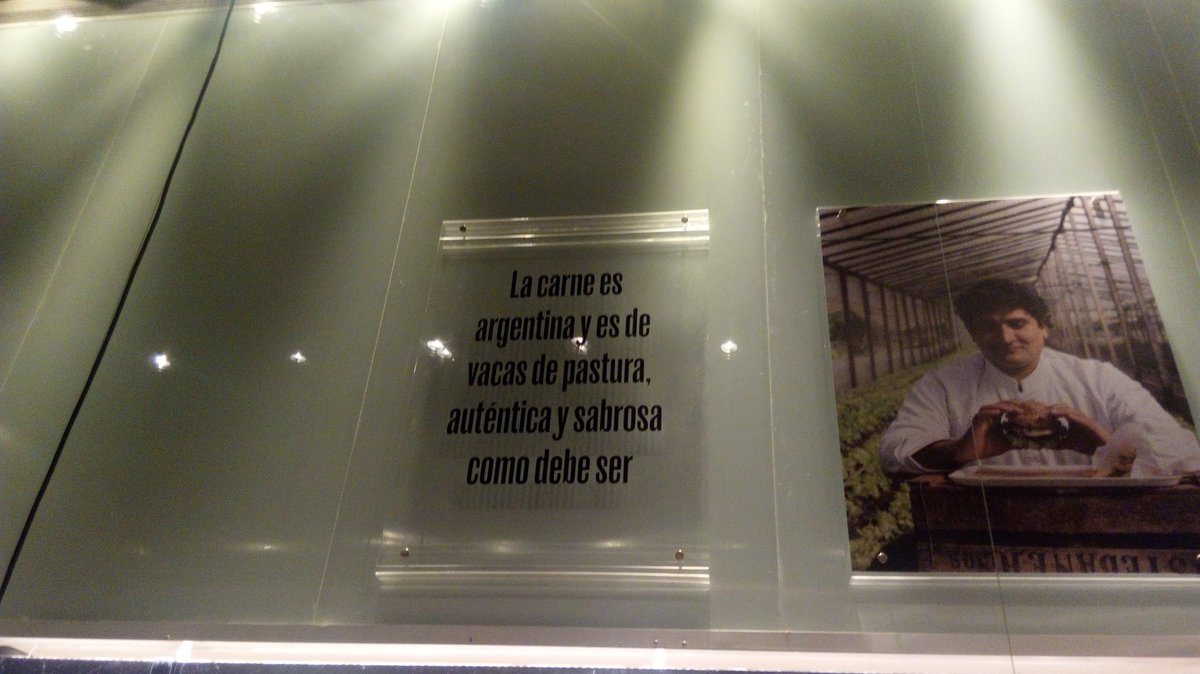 La carne es
argentina y es de
vacas de pastura,
auténtica y sabrosa
como debe ser